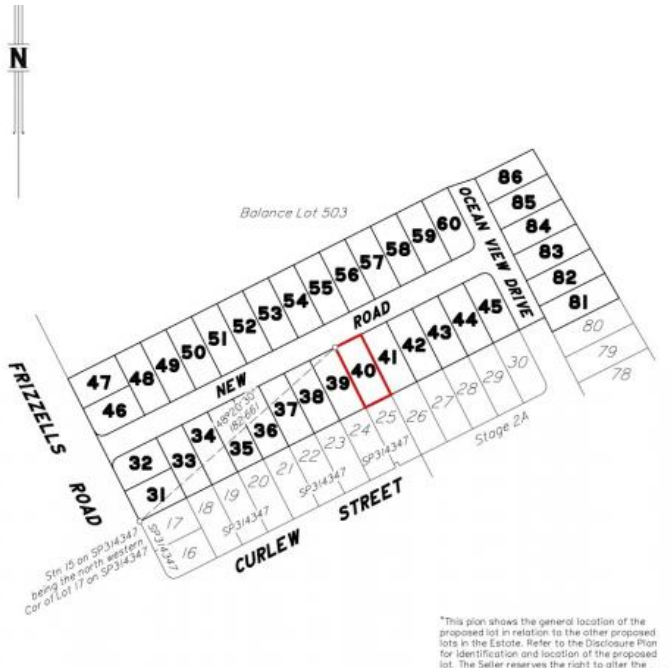 N
Balance Lot 503
OCEAN VIEW DRIVE
86
85
84
83
82
81
80
79
78
60
59
58
57
56
55
54
53
52
51
50
49
48
47
46
NEW ROAD
45
44
43
42
41
40
39
38
37
36
35
34
33
32
31
48°20'30"
182·661
30
29
28
27
26
25
24
23
22
21
20
19
18
17
16
SP314347
SP314347
SP314347
SP314347
Stage 2A
FRIZZELLS ROAD
CURLEW STREET
Stn 15 on SP314347
being the north western
Cor of Lot 17 on SP314347
*This plan shows the general location of the
proposed lot in relation to the other proposed
lots in the Estate. Refer to the Disclosure Plan
for identification and location of the proposed
lot. The Seller reserves the right to alter the